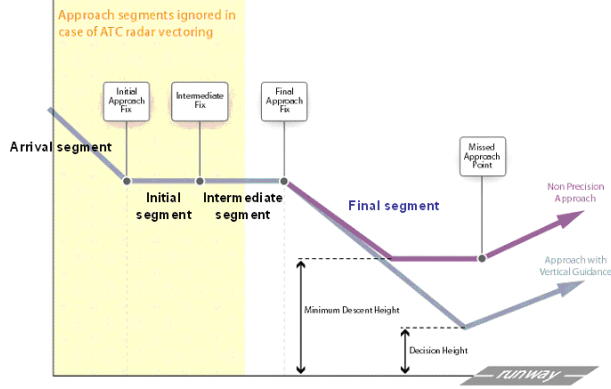 Approach segments ignored in
case of ATC radar vectoring
Initial
Approach
Fix
Intermediate
Fix
Final
Approach
Fix
Missed
Approach
Point
Arrival segment
Initial
segment
Intermediate
segment
Final segment
Non Precision
Approach
Approach with
Vertical Guidance
Minimum Descent Height
Decision Height
runway